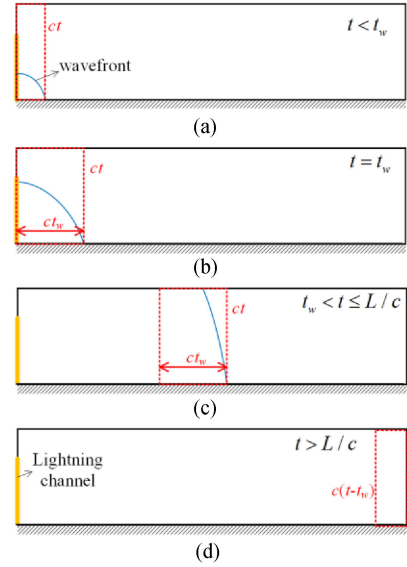 ct
t < t_w
wavefront
(a)
ct
t = t_w
ct_w
(b)
t_w < t ≤ L / c
ct
ct_w
(c)
t > L / c
Lightning
channel
c(t-t_w)
(d)